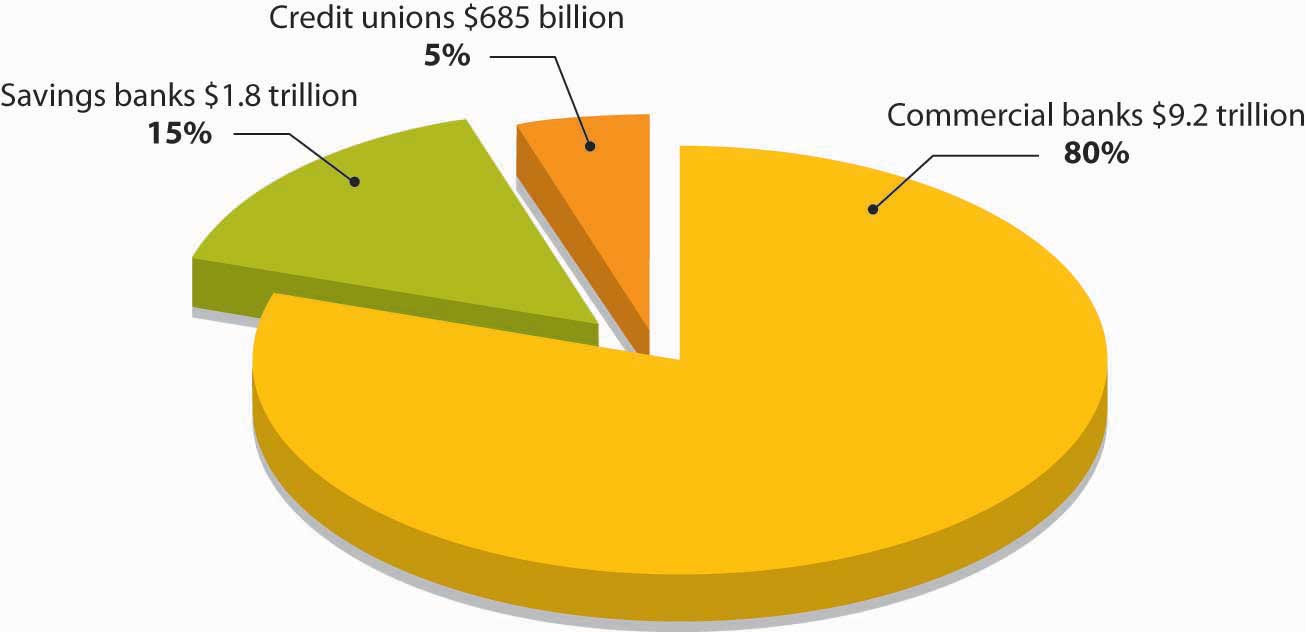 Credit unions $685 billion
5%
Savings banks $1.8 trillion
15%
Commercial banks $9.2 trillion
80%